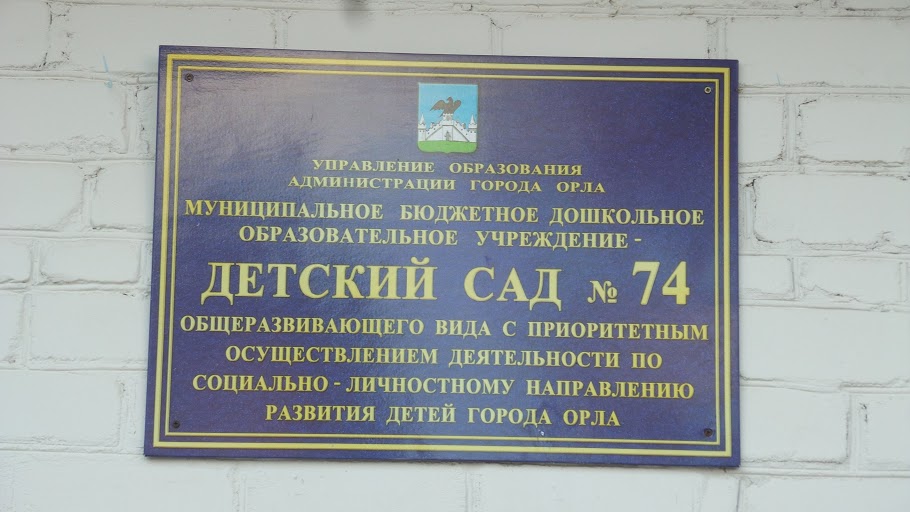 УПРАВЛЕНИЕ ОБРАЗОВАНИЯ
АДМИНИСТРАЦИИ ГОРОДА ОРЛА
МУНИЦИПАЛЬНОЕ БЮДЖЕТНОЕ ДОШКОЛЬНОЕ
ОБРАЗОВАТЕЛЬНОЕ УЧРЕЖДЕНИЕ -
ДЕТСКИЙ САД № 74
ОБЩЕРАЗВИВАЮЩЕГО ВИДА С ПРИОРИТЕТНЫМ
ОСУЩЕСТВЛЕНИЕМ ДЕЯТЕЛЬНОСТИ ПО
СОЦИАЛЬНО - ЛИЧНОСТНОМУ НАПРАВЛЕНИЮ
РАЗВИТИЯ ДЕТЕЙ ГОРОДА ОРЛА